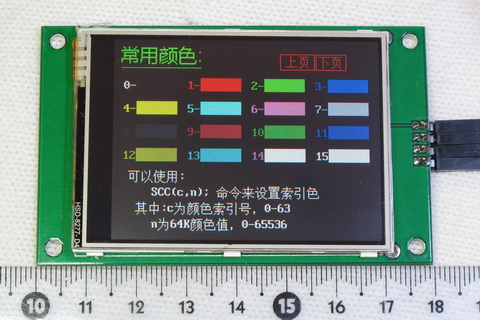 常用颜色:
上页 下页
0- 1- 2- 3-
4- 5- 6- 7-
8- 9- 10- 11-
12 13 14 15-
可以使用:
SCC(c,n); 命令来设置索引色
其中:c为颜色索引号, 0-63
n为64K颜色值, 0-65536
HSD-8277-D4
10 11 12 13 14 15 16 17 18